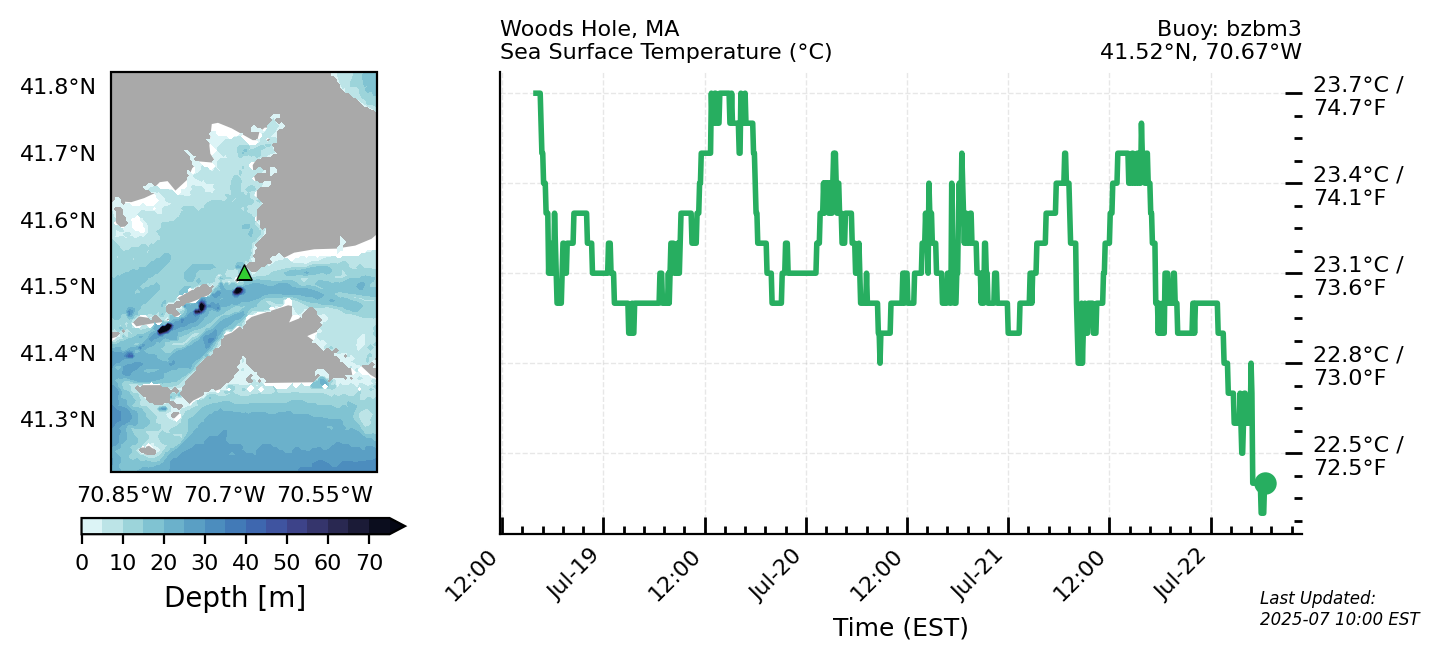 Woods Hole, MA
Sea Surface Temperature (°C)
Buoy: bzbm3
41.52°N, 70.67°W
41.8°N
41.7°N
41.6°N
41.5°N
41.4°N
41.3°N
70.85°W 70.7°W 70.55°W
0 10 20 30 40 50 60 70
Depth [m]
23.7°C /
74.7°F
23.4°C /
74.1°F
23.1°C /
73.6°F
22.8°C /
73.0°F
22.5°C /
72.5°F
12:00 Jul-19 12:00 Jul-20 12:00 Jul-21 12:00 Jul-22
Time (EST)
Last Updated:
2025-07 10:00 EST